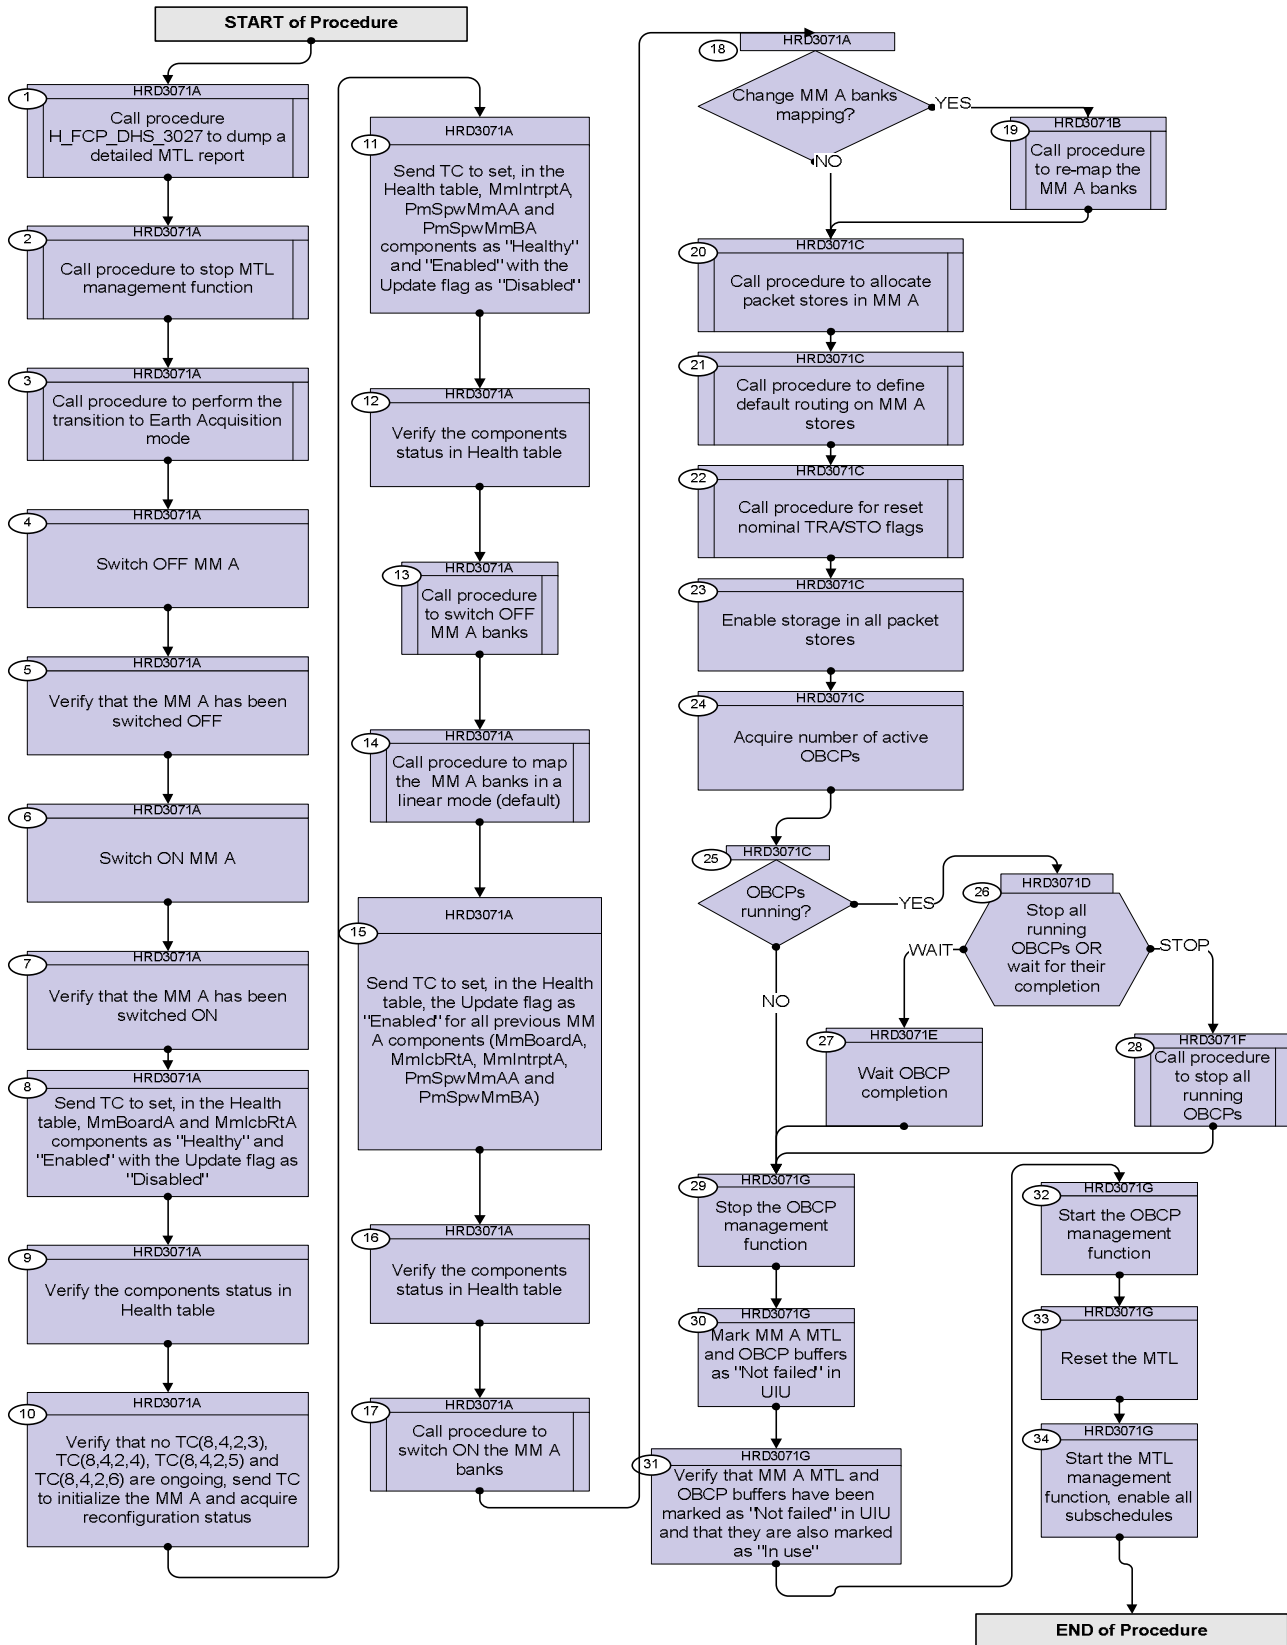 START of Procedure
1
HRD3071A
Call procedure
H_FCP_DHS_3027 to dump a
detailed MTL report
2
HRD3071A
Call procedure to stop MTL
management function
3
HRD3071A
Call procedure to perform the
transition to Earth Acquisition
mode
4
HRD3071A
Switch OFF MM A
5
HRD3071A
Verify that the MM A has been
switched OFF
6
HRD3071A
Switch ON MM A
7
HRD3071A
Verify that the MM A has been
switched ON
8
HRD3071A
Send TC to set, in the Health
table, MmBoardA and MmIcbRtA
components as "Healthy" and
"Enabled" with the Update flag as
"Disabled"
9
HRD3071A
Verify the components status in
Health table
10
HRD3071A
Verify that no TC(8,4,2,3),
TC(8,4,2,4), TC(8,4,2,5) and
TC(8,4,2,6) are ongoing, send TC
to initialize the MM A and acquire
reconfiguration status
11
HRD3071A
Send TC to set, in the
Health table, MmIntrptA,
PmSpwMmAA and
PmSpwMmBA
components as "Healthy"
and "Enabled" with the
Update flag as "Disabled"
12
HRD3071A
Verify the components
status in Health table
13
HRD3071A
Call procedure
to switch OFF
MM A banks
14
HRD3071A
Call procedure to map
the MM A banks in a
linear mode (default)
15
HRD3071A
Send TC to set, in the Health
table, the Update flag as
"Enabled" for all previous MM
A components (MmBoardA,
MmIcbRtA, MmIntrptA,
PmSpwMmAA and
PmSpwMmBA)
16
HRD3071A
Verify the components
status in Health table
17
HRD3071A
Call procedure to
switch ON the MM A
banks
18
HRD3071A
Change MM A banks
mapping?
YES
NO
19
HRD3071B
Call procedure
to re-map the
MM A banks
20
HRD3071C
Call procedure to allocate
packet stores in MM A
21
HRD3071C
Call procedure to define
default routing on MM A
stores
22
HRD3071C
Call procedure for reset
nominal TRA/STO flags
23
HRD3071C
Enable storage in all packet
stores
24
HRD3071C
Acquire number of active
OBCPs
25
HRD3071C
OBCPs
running?
YES
NO
26
HRD3071D
Stop all
running
OBCPs OR
wait for their
completion
WAIT
STOP
27
HRD3071E
Wait OBCP
completion
28
HRD3071F
Call procedure
to stop all
running
OBCPs
29
HRD3071G
Stop the OBCP
management
function
30
HRD3071G
Mark MM A MTL
and OBCP buffers
as "Not failed" in
UIU
31
HRD3071G
Verify that MM A MTL and
OBCP buffers have been
marked as "Not failed" in UIU
and that they are also marked
as "In use"
32
HRD3071G
Start the OBCP
management
function
33
HRD3071G
Reset the MTL
34
HRD3071G
Start the MTL
management
function, enable all
subschedules
END of Procedure